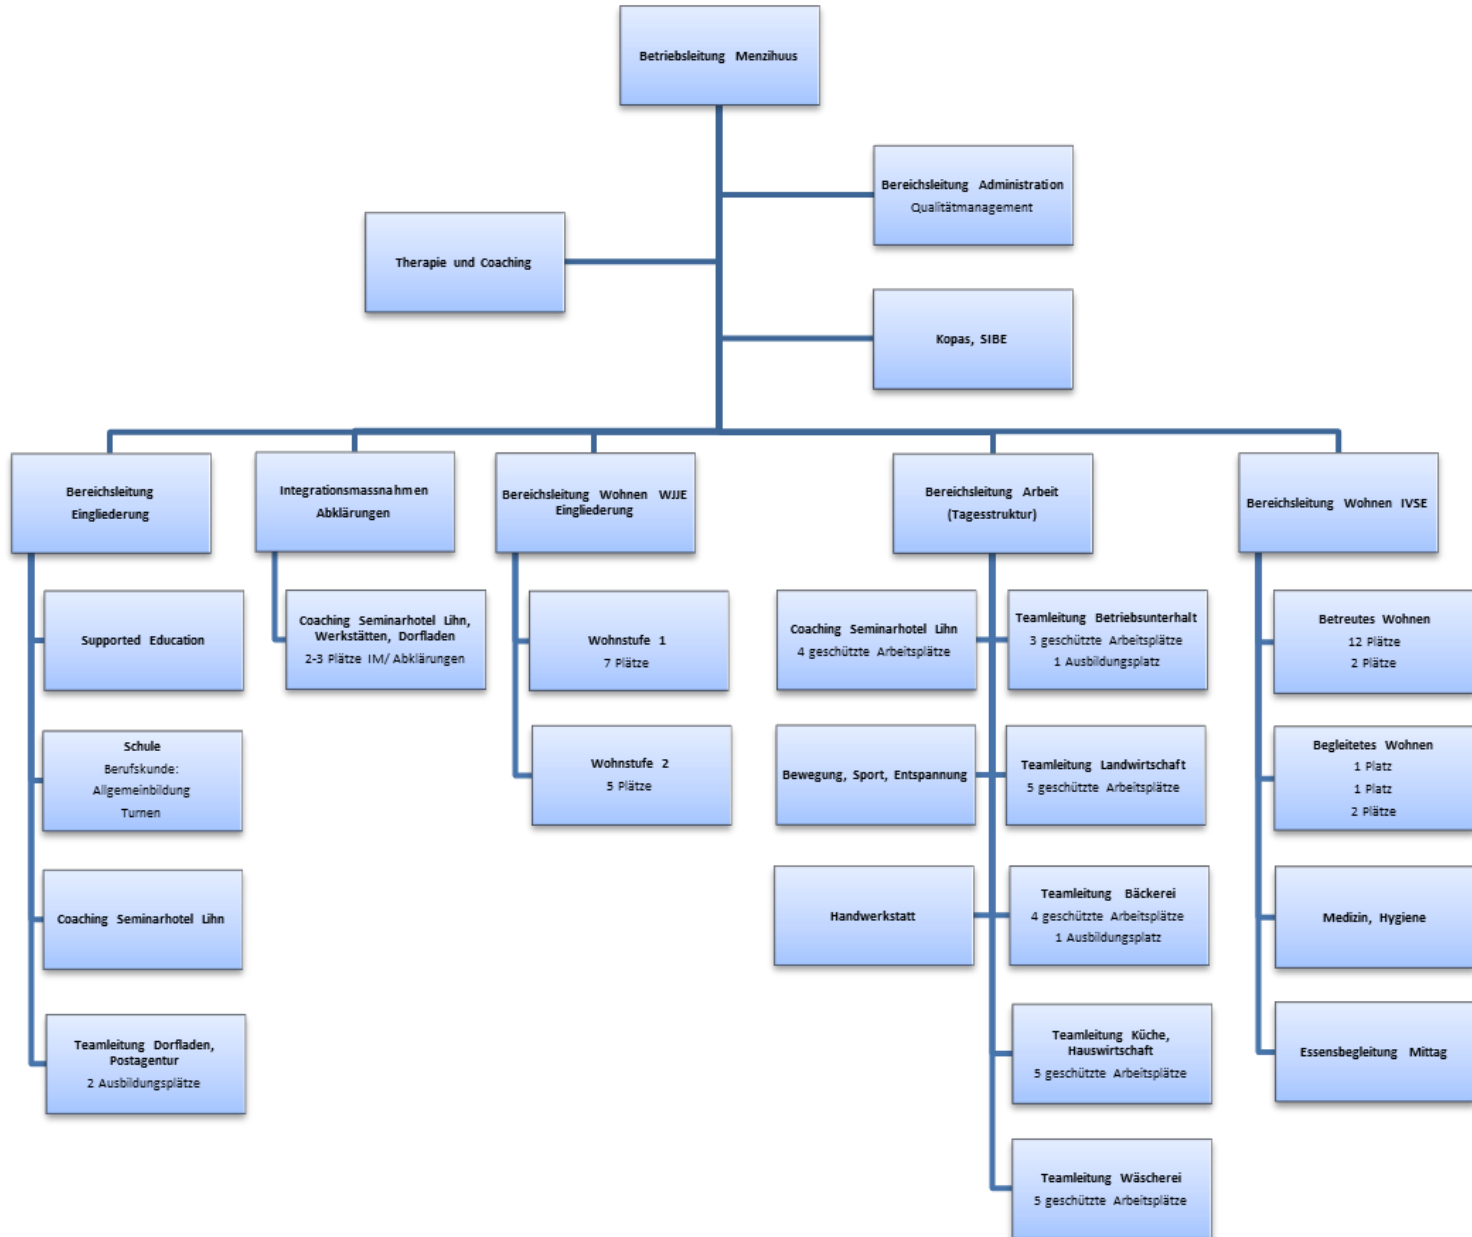 Betriebsleitung Menzihuus
Bereichsleitung Administration
Qualitätmanagement
Therapie und Coaching
Kopas, SIBE
Bereichsleitung
Eingliederung
Integrationsmassnahmen
Abklärungen
Bereichsleitung Wohnen WJJE
Eingliederung
Bereichsleitung Arbeit
(Tagesstruktur)
Bereichsleitung Wohnen IVSE
Supported Education
Schule
Berufskunde:
Allgemeinbildung
Turnen
Coaching Seminarhotel Lihn
Teamleitung Dorfladen,
Postagentur
2 Ausbildungsplätze
Coaching Seminarhotel Lihn,
Werkstätten, Dorfladen
2-3 Plätze IM/ Abklärungen
Wohnstufe 1
7 Plätze
Wohnstufe 2
5 Plätze
Coaching Seminarhotel Lihn
4 geschützte Arbeitsplätze
Bewegung, Sport, Entspannung
Handwerkstatt
Teamleitung Betriebsunterhalt
3 geschützte Arbeitsplätze
1 Ausbildungsplatz
Teamleitung Landwirtschaft
5 geschützte Arbeitsplätze
Teamleitung Bäckerei
4 geschützte Arbeitsplätze
1 Ausbildungsplatz
Teamleitung Küche,
Hauswirtschaft
5 geschützte Arbeitsplätze
Teamleitung Wäscherei
5 geschützte Arbeitsplätze
Betreutes Wohnen
12 Plätze
2 Plätze
Begleitetes Wohnen
1 Platz
1 Platz
2 Plätze
Medizin, Hygiene
Essensbegleitung Mittag